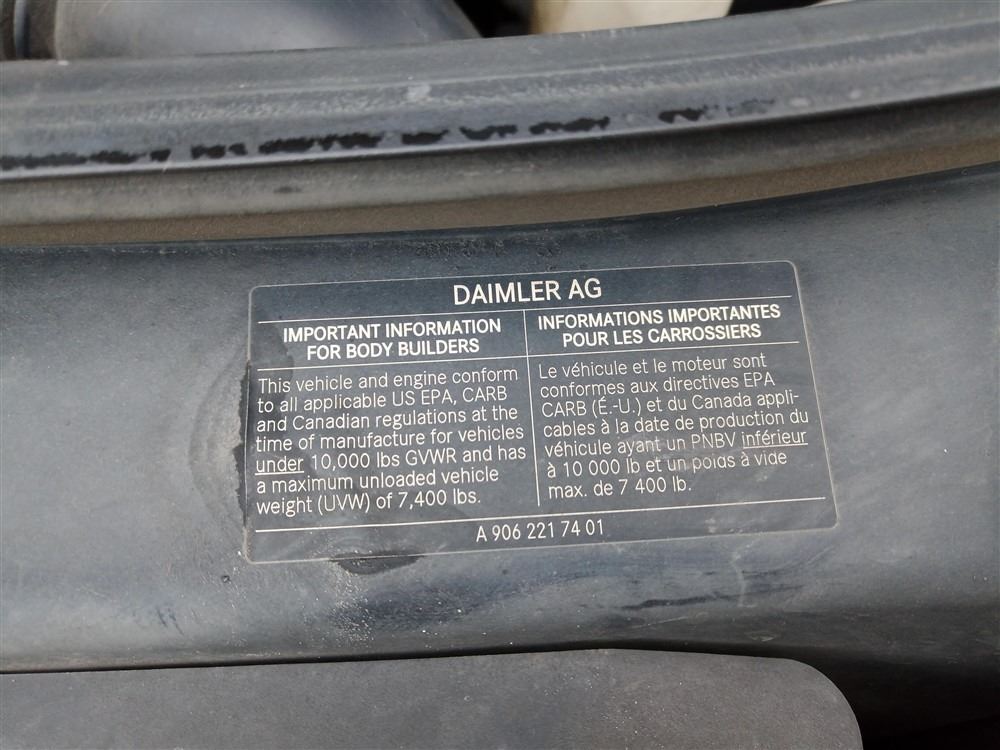 DAIMLER AG
IMPORTANT INFORMATION
FOR BODY BUILDERS
This vehicle and engine conform
to all applicable US EPA, CARB
and Canadian regulations at the
time of manufacture for vehicles
under 10,000 lbs GVWR and has
a maximum unloaded vehicle
weight (UVW) of 7,400 lbs.
INFORMATIONS IMPORTANTES
POUR LES CARROSSIERS
Le véhicule et le moteur sont
conformes aux directives EPA
CARB (É.-U.) et du Canada appli-
cables à la date de production du
véhicule ayant un PNBV inférieur
à 10 000 lb et un poids à vide
max. de 7 400 lb.
A 906 221 74 01